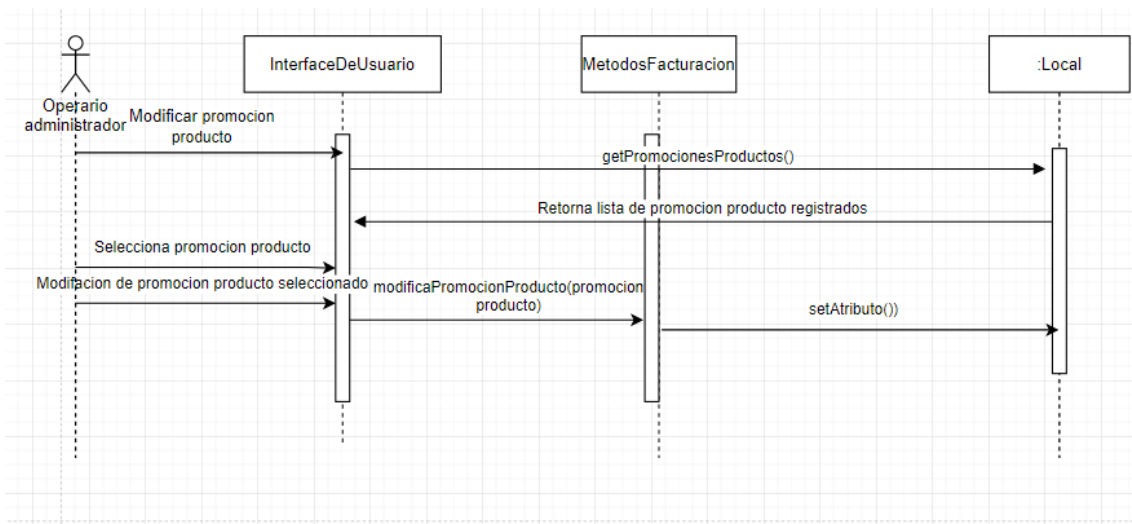 InterfaceDeUsuario
MetodosFacturacion
:Local
Operario
administrador
Modificar promocion
producto
getPromocionesProductos()
Retorna lista de promocion producto registrados
Selecciona promocion producto
Modifacion de promocion producto seleccionado
modificaPromocionProducto(promocion
producto)
setAtributo())